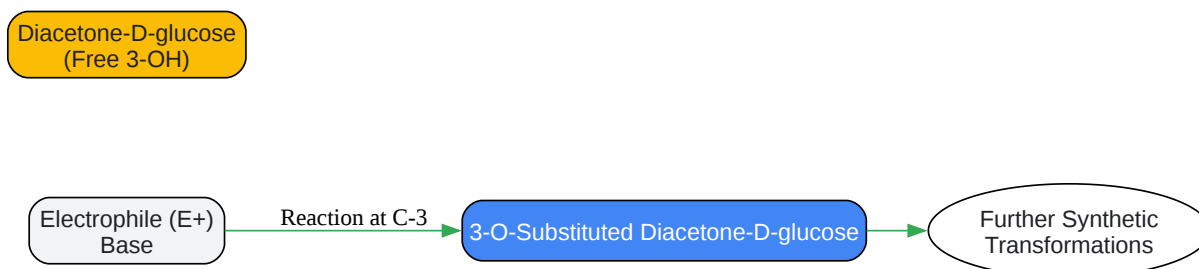 Diacetone-D-glucose
(Free 3-OH)
Electrophile (E+)
Base
Reaction at C-3
3-O-Substituted Diacetone-D-glucose
Further Synthetic
Transformations